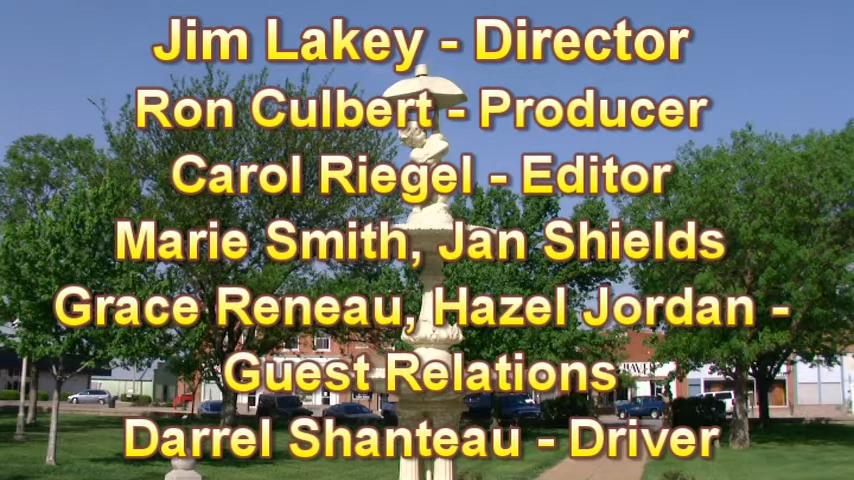 Jim Lakey - Director
Ron Culbert - Producer
Carol Riegel - Editor
Marie Smith, Jan Shields
Grace Reneau, Hazel Jordan -
Guest Relations
Darrel Shanteau - Driver